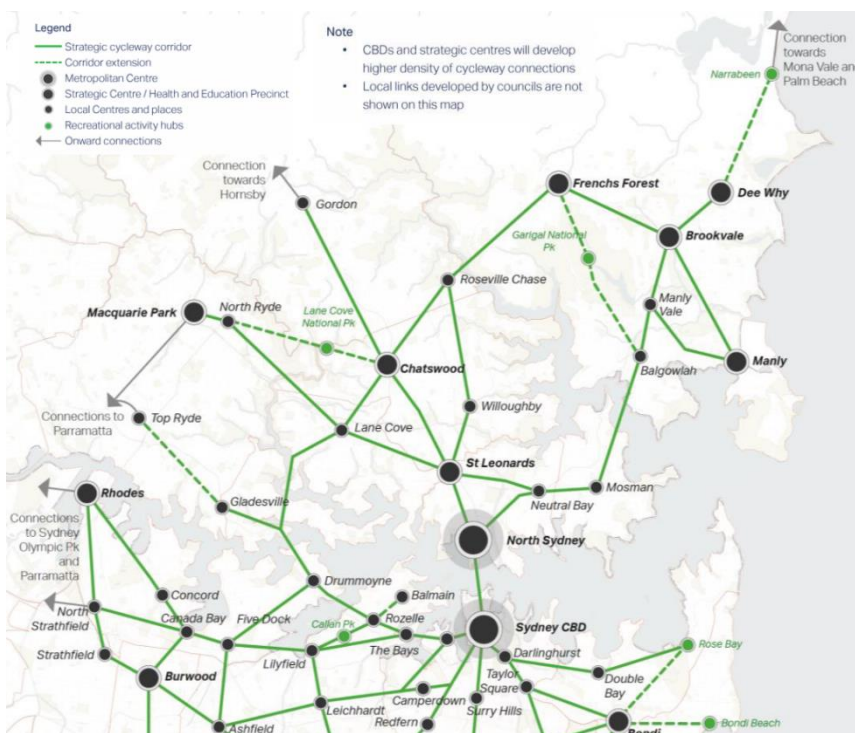 Legend
Strategic cycleway corridor
Corridor extension
Metropolitan Centre
Strategic Centre / Health and Education Precinct
Local Centres and places
Recreational activity hubs
Onward connections
Note
• CBDs and strategic centres will develop
higher density of cycleway connections
• Local links developed by councils are not
shown on this map
Connection
towards
Mona Vale an
Palm Beach
Narrabeen
Connection
towards
Hornsby
Gordon
Frenchs Forest
Dee Why
Garigal National
Pk
Brookvale
Roseville Chase
Macquarie Park
North Ryde
Lane Cove
National Pk
Manly
Vale
Chatswood
Manly
Balgowlah
Connections to
Parramatta
Top Ryde
Willoughby
Lane Cove
St Leonards
Rhodes
Gladesville
Mosman
Neutral Bay
Connections
to Sydney
Olympic Pk
and
Parramatta
North Sydney
Drummoyne
Concord
Balmain
North
Strathfield
Canada Bay
Five Dock
Callan Pk
Rozelle
Sydney CBD
Strathfield
Lilyfield
The Bays
Darlinghurst
Rose Bay
Burwood
Taylor
Square
Double
Bay
Camperdown
Leichhardt
Surry Hills
Redfern
Ashfield
Bondi
Bondi Beach